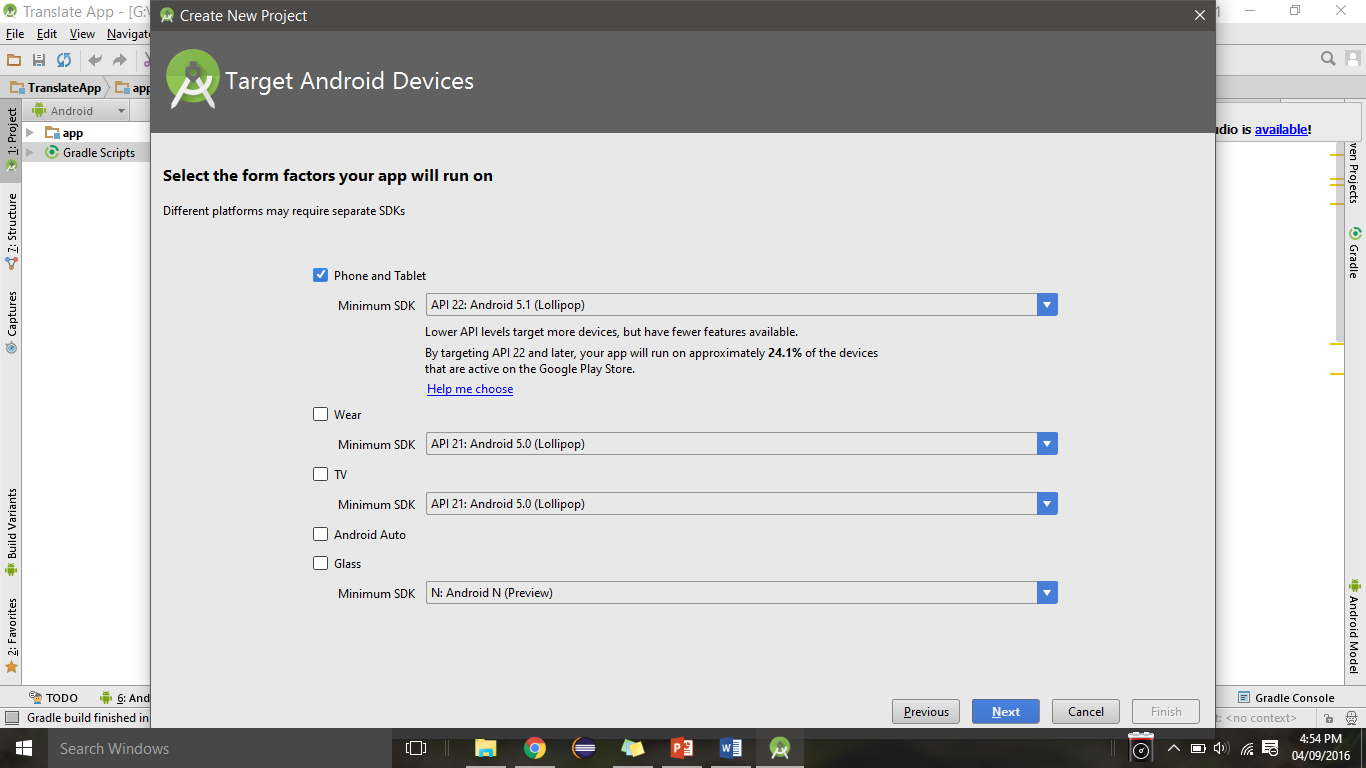 Translate App - [G:\
Create New Project
File Edit View Navigat
Target Android Devices
TranslateApp
app
Android
1: Project
app
Gradle Scripts
7: Structure
Captures
Build Variants
2: Favorites
udio is available!
ven Projects
Gradle
Android Model
Select the form factors your app will run on
Different platforms may require separate SDKs
Phone and Tablet
Minimum SDK API 22: Android 5.1 (Lollipop)
Lower API levels target more devices, but have fewer features available.
By targeting API 22 and later, your app will run on approximately 24.1% of the devices
that are active on the Google Play Store.
Help me choose
Wear
Minimum SDK API 21: Android 5.0 (Lollipop)
TV
Minimum SDK API 21: Android 5.0 (Lollipop)
Android Auto
Glass
Minimum SDK N: Android N (Preview)
Previous Next Cancel Finish
TODO 6: And
Gradle Console
Gradle build finished in
t: <no context>
Search Windows
4:54 PM
04/09/2016